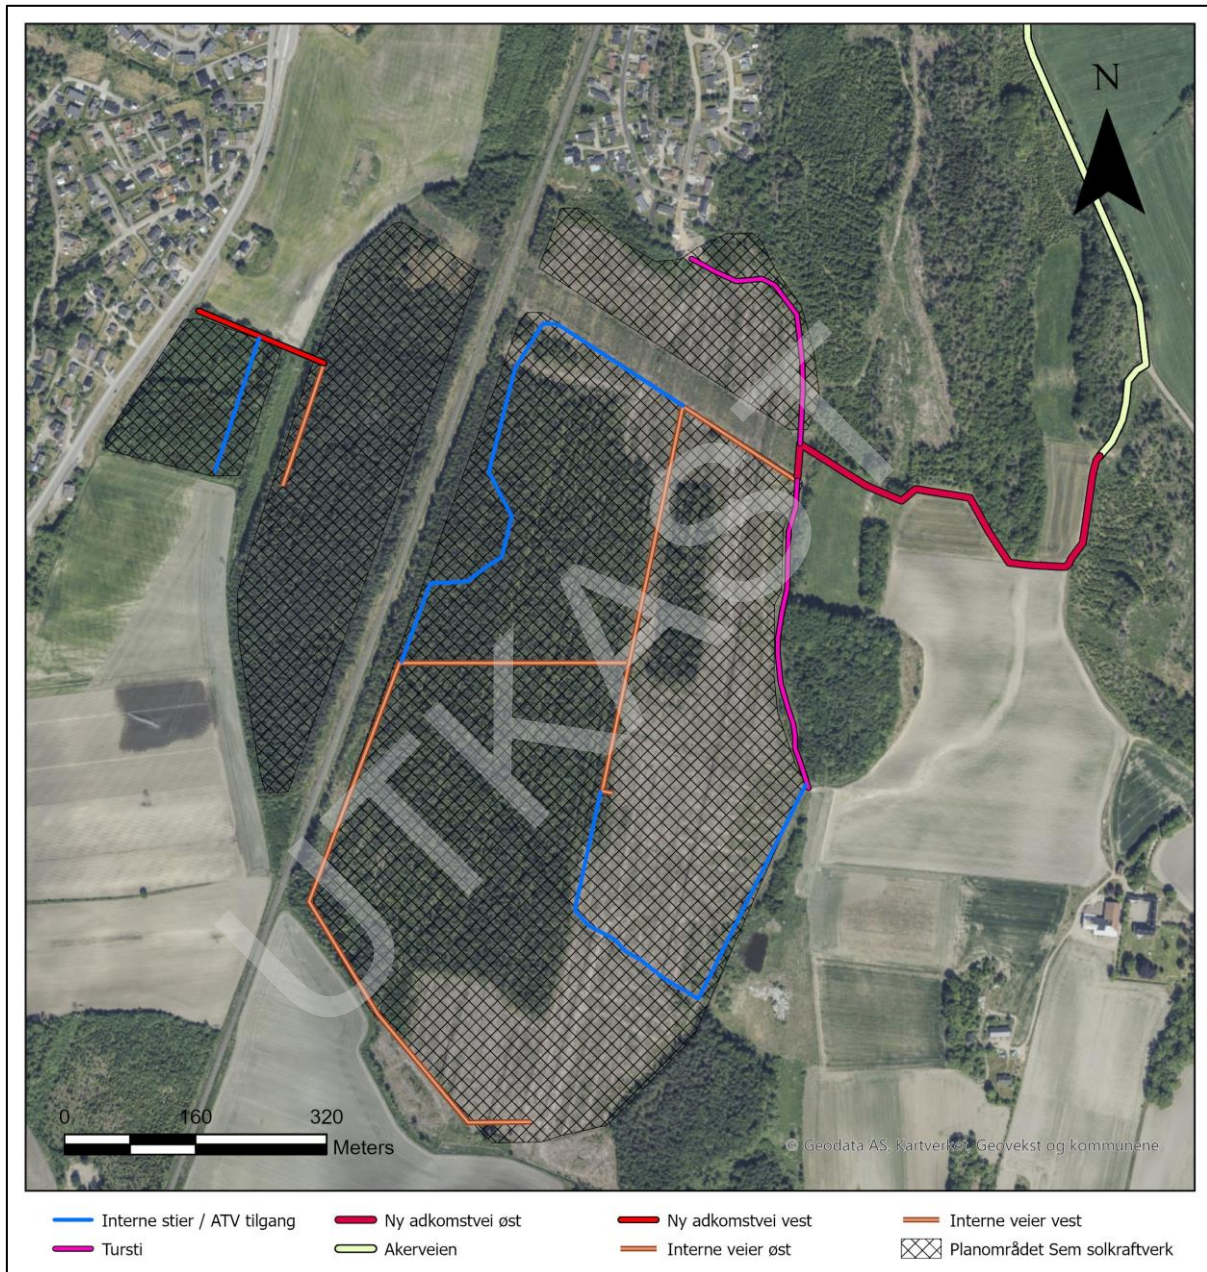 N
UTKAST
0 160 320
Meters
© Geodata AS, Kartverket, Geovekst og kommunene
Interne stier / ATV tilgang Ny adkomstvei øst Ny adkomstvei vest Interne veier vest
Tursti Akerveien Interne veier øst Planområdet Sem solkraftverk